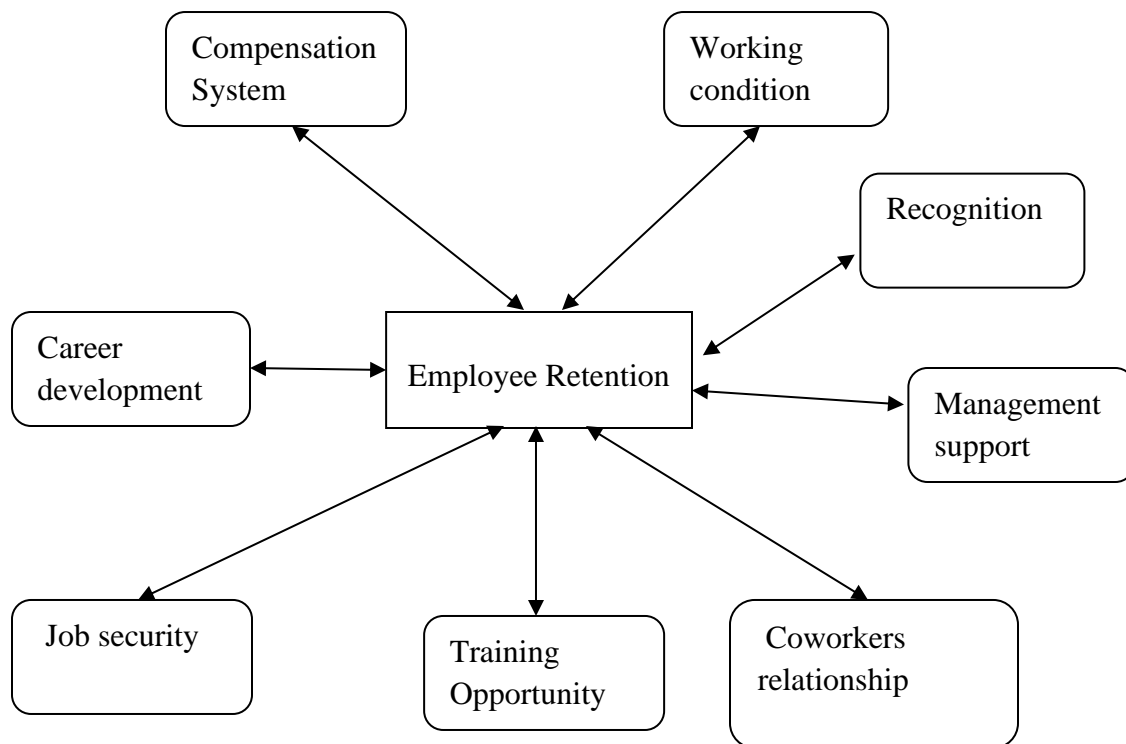 Compensation
System
Working
condition
Recognition
Career
development
Employee Retention
Management
support
Job security
Training
Opportunity
Coworkers
relationship